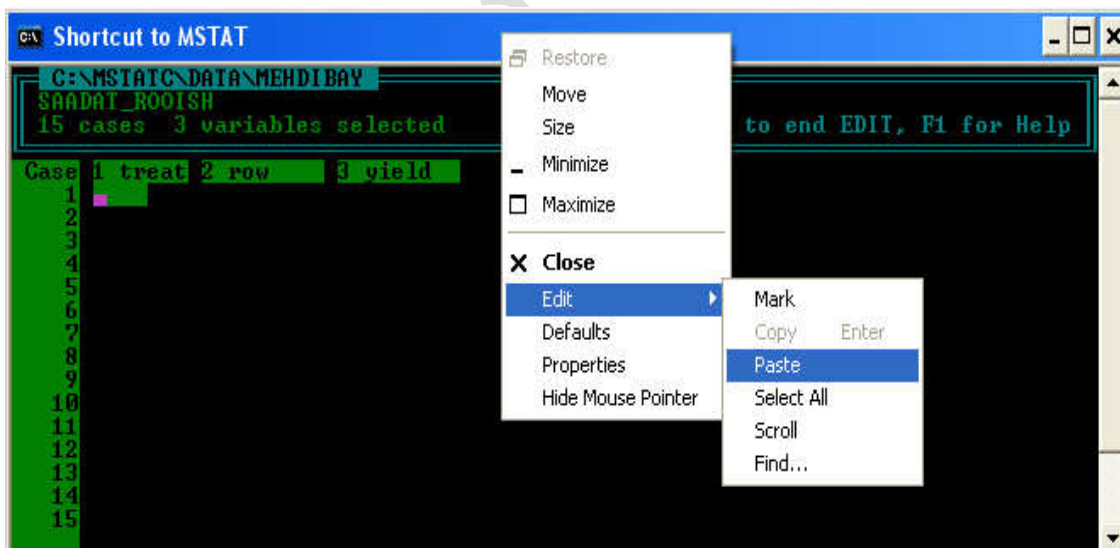 Shortcut to MSTAT
C:\MSTATC\DATA\MEHDIBAY
SAADAT_ROOISH
15 cases 3 variables selected to end EDIT, F1 for Help
Case 1 treat 2 row 3 yield
1
2
3
4
5
6
7
8
9
10
11
12
13
14
15
Restore
Move
Size
Minimize
Maximize
Close
Edit
Defaults
Properties
Hide Mouse Pointer
Mark
Copy Enter
Paste
Select All
Scroll
Find...